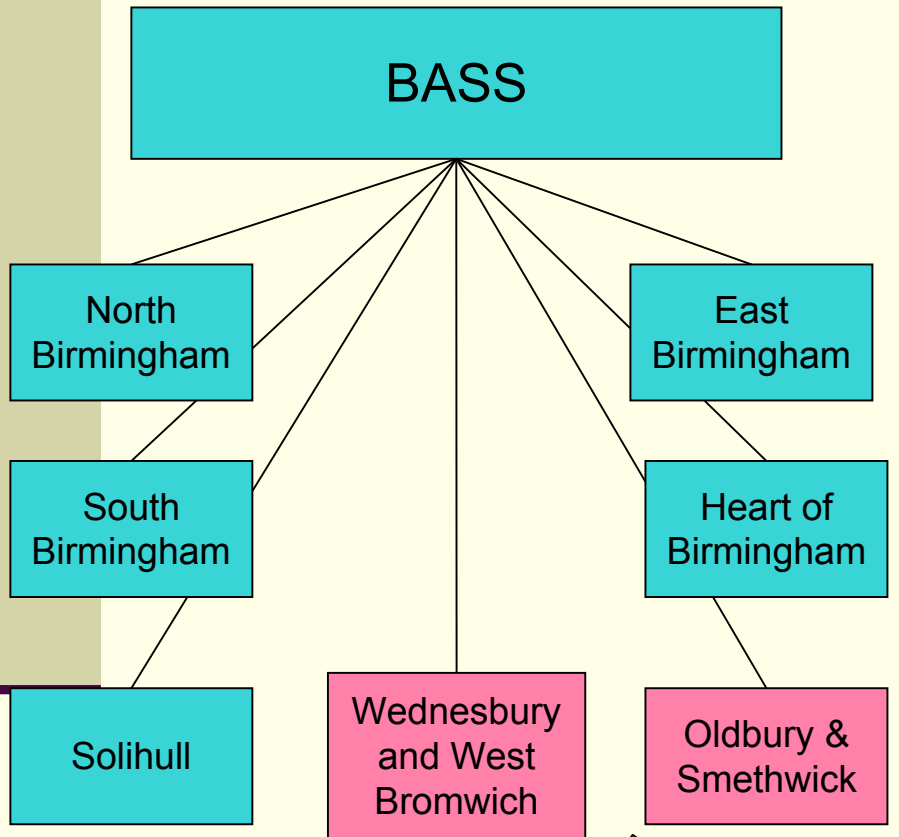 BASS
North
Birmingham
East
Birmingham
South
Birmingham
Heart of
Birmingham
Solihull
Wednesbury
and West
Bromwich
Oldbury &
Smethwick